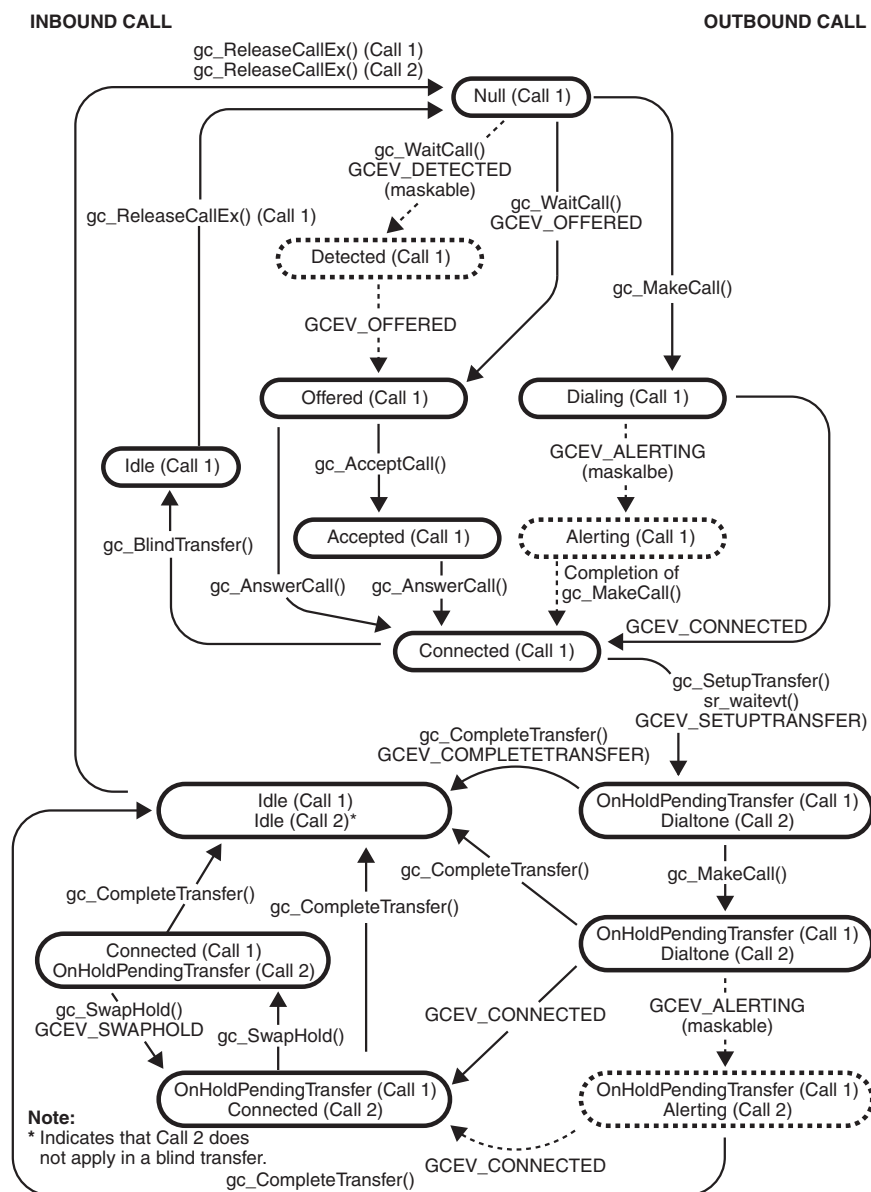 INBOUND CALL
OUTBOUND CALL
gc_ReleaseCallEx() (Call 1)
gc_ReleaseCallEx() (Call 2)
Null (Call 1)
gc_WaitCall()
GCEV_DETECTED
(maskable)
gc_WaitCall()
GCEV_OFFERED
gc_ReleaseCallEx() (Call 1)
Detected (Call 1)
gc_MakeCall()
GCEV_OFFERED
Offered (Call 1)
Dialing (Call 1)
GCEV_ALERTING
(maskalbe)
gc_AcceptCall()
Idle (Call 1)
Accepted (Call 1)
Alerting (Call 1)
gc_BlindTransfer()
Completion of
gc_MakeCall()
gc_AnswerCall()
gc_AnswerCall()
GCEV_CONNECTED
Connected (Call 1)
gc_SetupTransfer()
sr_waitevt()
GCEV_SETUPTRANSFER)
gc_CompleteTransfer()
GCEV_COMPLETETRANSFER)
Idle (Call 1)
Idle (Call 2)*
OnHoldPendingTransfer (Call 1)
Dialtone (Call 2)
gc_CompleteTransfer()
gc_MakeCall()
gc_CompleteTransfer()
gc_CompleteTransfer()
Connected (Call 1)
OnHoldPendingTransfer (Call 2)
OnHoldPendingTransfer (Call 1)
Dialtone (Call 2)
gc_SwapHold()
GCEV_SWAPHOLD
gc_SwapHold()
GCEV_CONNECTED
GCEV_ALERTING
(maskable)
OnHoldPendingTransfer (Call 1)
Connected (Call 2)
OnHoldPendingTransfer (Call 1)
Alerting (Call 2)
Note:
* Indicates that Call 2 does
not apply in a blind transfer.
GCEV_CONNECTED
gc_CompleteTransfer()